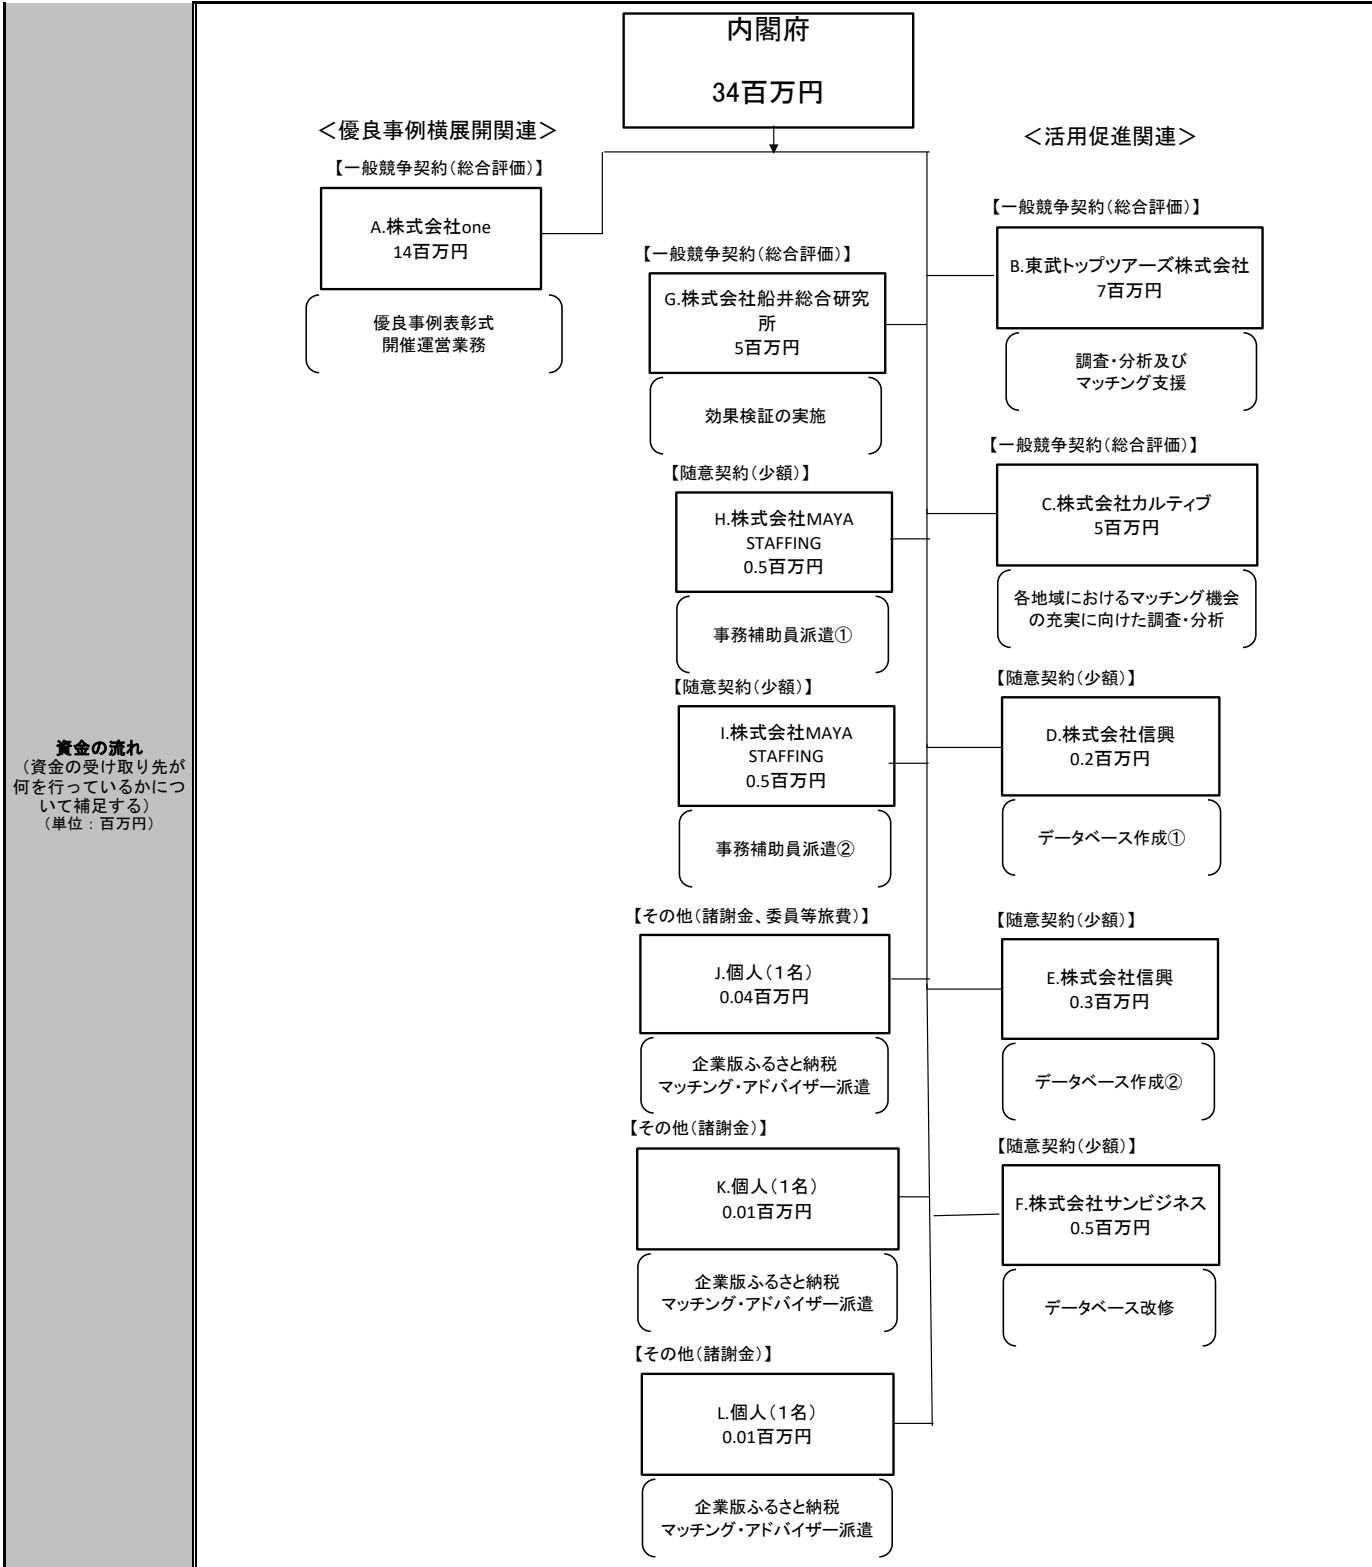 資金の流れ
（資金の受け取り先が
何を行っているかにつ
いて補足する）
（単位：百万円）
内閣府
34百万円
＜優良事例横展開関連＞
【一般競争契約（総合評価）】
A.株式会社one
14百万円
優良事例表彰式
開催運営業務
【一般競争契約（総合評価）】
G.株式会社船井総合研究
所
5百万円
効果検証の実施
【随意契約（少額）】
H.株式会社MAYA
STAFFING
0.5百万円
事務補助員派遣①
【随意契約（少額）】
I.株式会社MAYA
STAFFING
0.5百万円
事務補助員派遣②
【その他（諸謝金、委員等旅費）】
J.個人（１名）
0.04百万円
企業版ふるさと納税
マッチング・アドバイザー派遣
【その他（諸謝金）】
K.個人（１名）
0.01百万円
企業版ふるさと納税
マッチング・アドバイザー派遣
【その他（諸謝金）】
L.個人（１名）
0.01百万円
企業版ふるさと納税
マッチング・アドバイザー派遣
＜活用促進関連＞
【一般競争契約（総合評価）】
B.東武トップツアーズ株式会社
7百万円
調査・分析及び
マッチング支援
【一般競争契約（総合評価）】
C.株式会社カルティブ
5百万円
各地域におけるマッチング機会
の充実に向けた調査・分析
【随意契約（少額）】
D.株式会社信興
0.2百万円
データベース作成①
【随意契約（少額）】
E.株式会社信興
0.3百万円
データベース作成②
【随意契約（少額）】
F.株式会社サンビジネス
0.5百万円
データベース改修